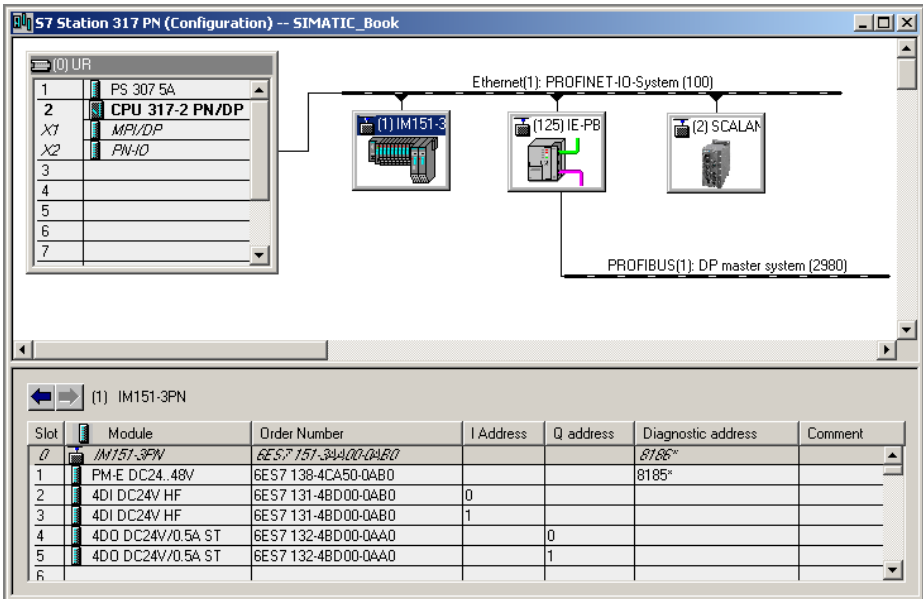 S7 Station 317 PN (Configuration) -- SIMATIC_Book
(0) UR
1 PS 307 5A
2 CPU 317-2 PN/DP
X1 MPI/DP
X2 PN-IO
3
4
5
6
7
Ethernet(1): PROFINET-IO-System (100)
(1) IM151-3
(125) IE-PB
(2) SCALAN
PROFIBUS(1): DP master system (2980)
(1) IM151-3PN
Slot Module Order Number I Address Q address Diagnostic address Comment
0 IM151-3PN 6ES7 151-3AA00-0AB0 8186*
1 PM-E DC24..48V 6ES7 138-4CA50-0AB0 8185*
2 4DI DC24V HF 6ES7 131-4BD00-0AB0 0
3 4DI DC24V HF 6ES7 131-4BD00-0AB0 1
4 4DO DC24V/0.5A ST 6ES7 132-4BD00-0AA0 0
5 4DO DC24V/0.5A ST 6ES7 132-4BD00-0AA0 1
6